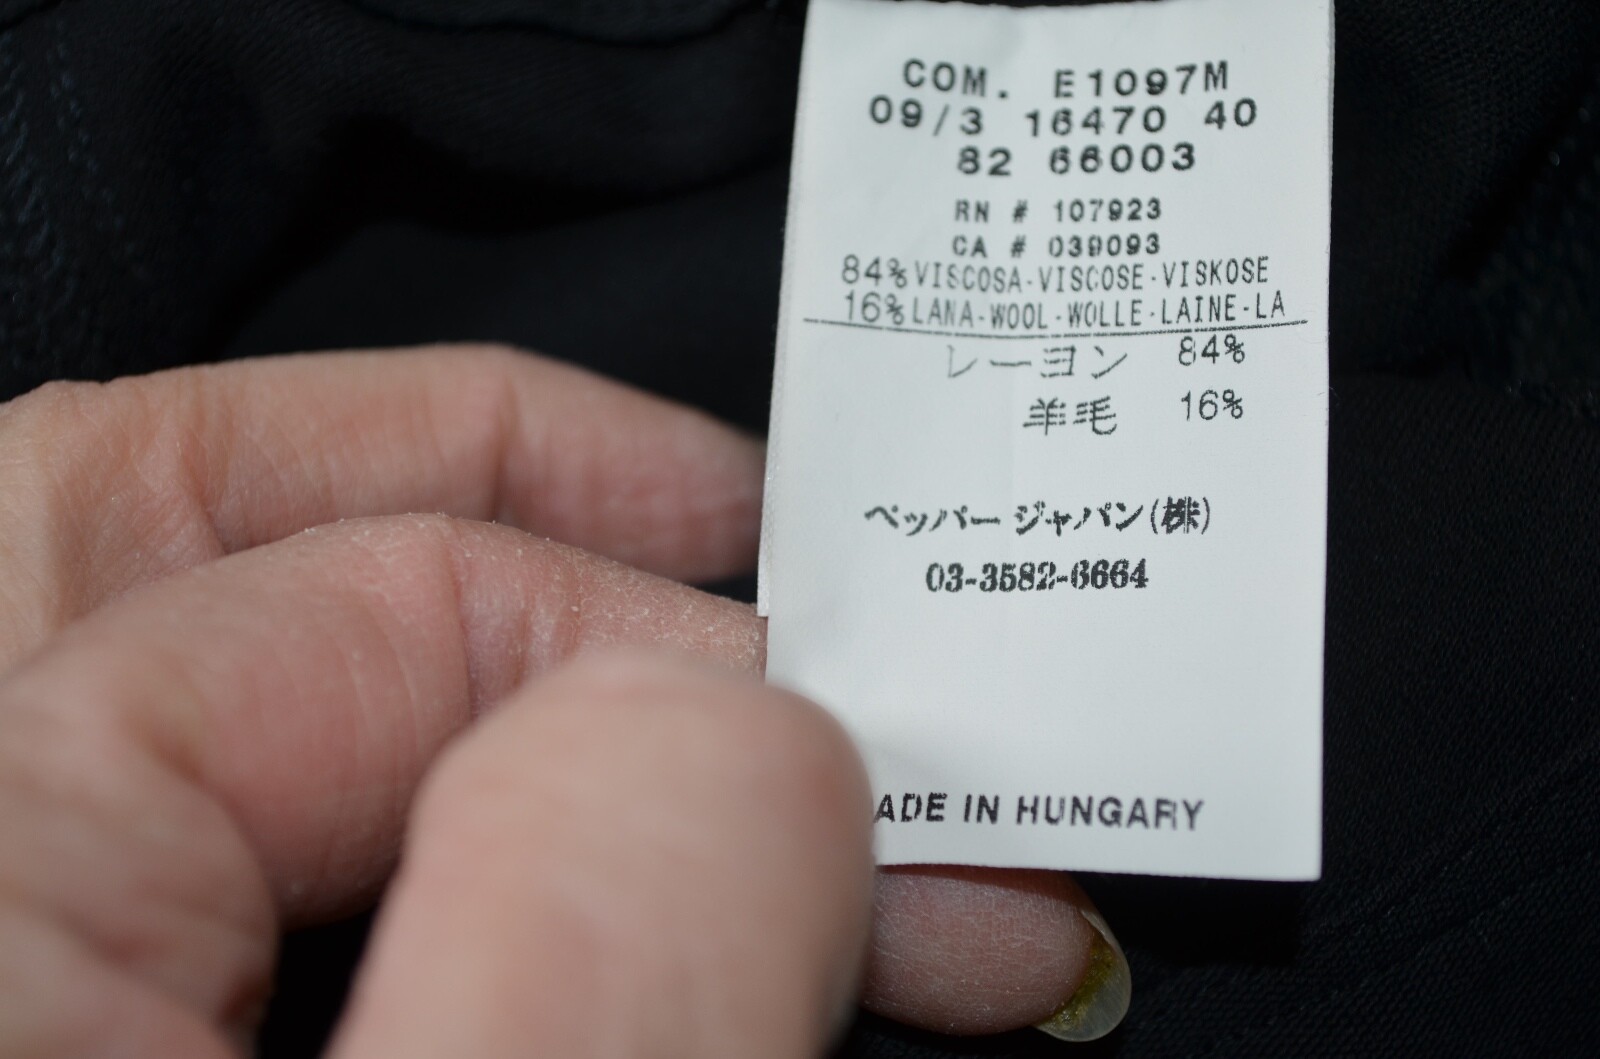 COM. E1097M
09/3 16470 40
82 66003
RN # 107923
CA # 039093
84% VISCOSA-VISCOSE-VISKOSE
16% LANA-WOOL-WOLLE-LAINE-LA
レーヨン 84%
羊毛 16%
ペッパー ジャパン(株)
03-3582-6664
ADE IN HUNGARY